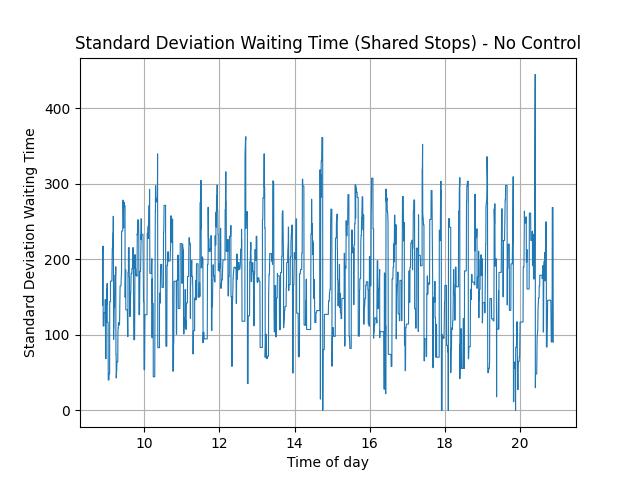 Standard Deviation Waiting Time (Shared Stops) - No Control
Standard Deviation Waiting Time
400
300
200
100
0
10 12 14 16 18 20
Time of day